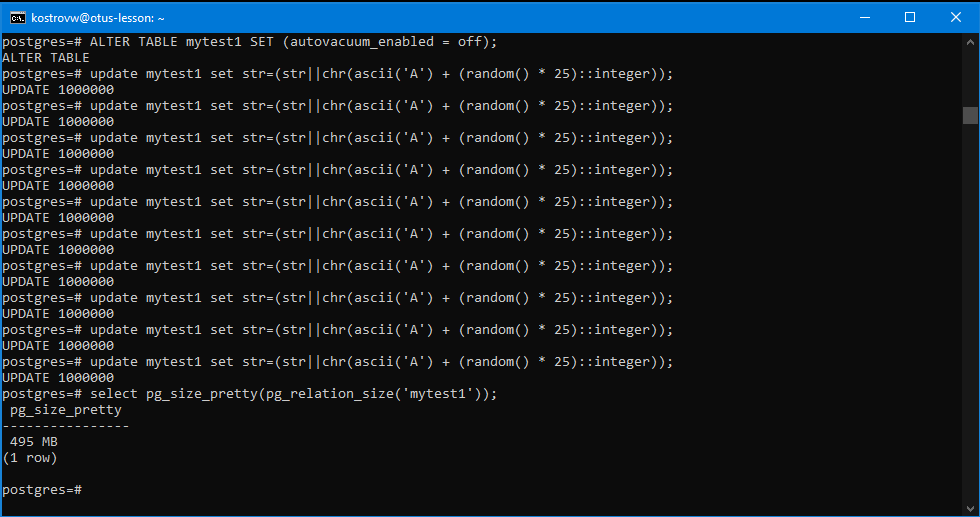 kostrovw@otus-lesson: ~
postgres=# ALTER TABLE mytest1 SET (autovacuum_enabled = off);
ALTER TABLE
postgres=# update mytest1 set str=(str||chr(ascii('A') + (random() * 25)::integer));
UPDATE 1000000
postgres=# update mytest1 set str=(str||chr(ascii('A') + (random() * 25)::integer));
UPDATE 1000000
postgres=# update mytest1 set str=(str||chr(ascii('A') + (random() * 25)::integer));
UPDATE 1000000
postgres=# update mytest1 set str=(str||chr(ascii('A') + (random() * 25)::integer));
UPDATE 1000000
postgres=# update mytest1 set str=(str||chr(ascii('A') + (random() * 25)::integer));
UPDATE 1000000
postgres=# update mytest1 set str=(str||chr(ascii('A') + (random() * 25)::integer));
UPDATE 1000000
postgres=# update mytest1 set str=(str||chr(ascii('A') + (random() * 25)::integer));
UPDATE 1000000
postgres=# update mytest1 set str=(str||chr(ascii('A') + (random() * 25)::integer));
UPDATE 1000000
postgres=# update mytest1 set str=(str||chr(ascii('A') + (random() * 25)::integer));
UPDATE 1000000
postgres=# update mytest1 set str=(str||chr(ascii('A') + (random() * 25)::integer));
UPDATE 1000000
postgres=# select pg_size_pretty(pg_relation_size('mytest1'));
 pg_size_pretty
----------------
 495 MB
(1 row)

postgres=#